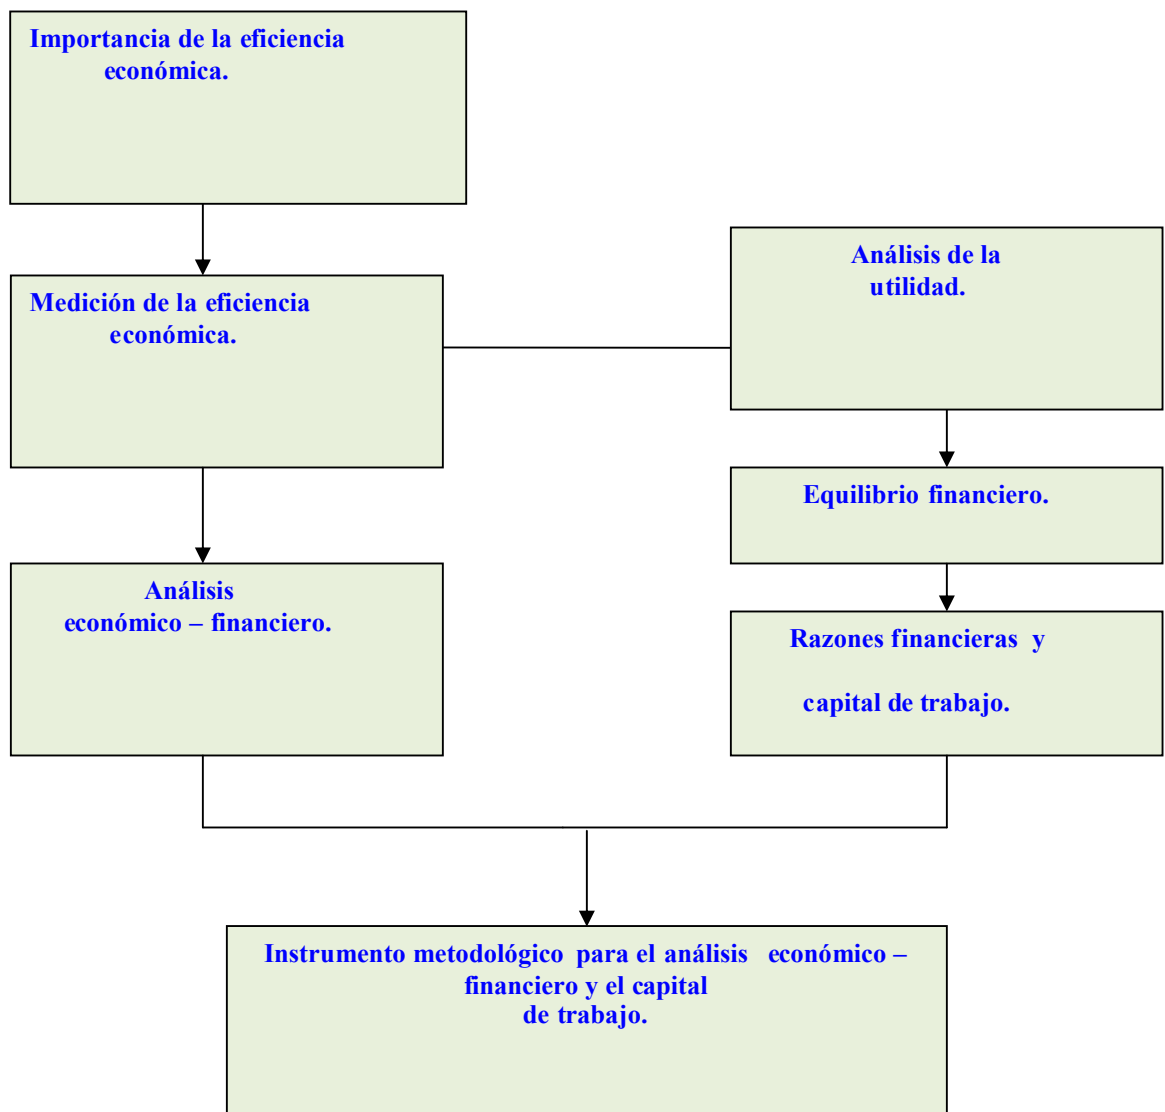 Importancia de la eficiencia
económica.
Medición de la eficiencia
económica.
Análisis de la
utilidad.
Equilibrio financiero.
Análisis
económico – financiero.
Razones financieras y
capital de trabajo.
Instrumento metodológico para el análisis económico –
financiero y el capital
de trabajo.